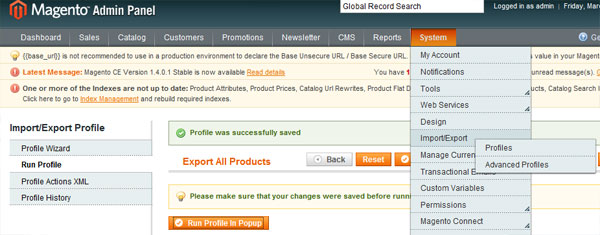 Magento Admin Panel
Global Record Search
Logged in as admin | Friday, Mar
Dashboard Sales Catalog Customers Promotions Newsletter CMS Reports System
Get
{{base_url}} is not recommended to use in a production environment to declare the Base Unsecure URL / Base Secure URL.
value in your Magento
Latest Message: Magento CE Version 1.4.0.1 Stable is now available Read details
You have 1
unread message(s).
One or more of the Indexes are not up to date: Product Attributes, Product Prices, Catalog Url Rewrites, Product Flat D
ucts, Catalog Search I
Click here to go to Index Management and rebuild required indexes.
My Account
Notifications
Tools
Web Services
Design
Import/Export
Profiles
Advanced Profiles
Manage Curren
Transactional Emails
Custom Variables
Permissions
Magento Connect
Import/Export Profile
Profile Wizard
Run Profile
Profile Actions XML
Profile History
Profile was successfully saved
Export All Products
Back
Reset
Please make sure that your changes were saved before runn
Run Profile In Popup